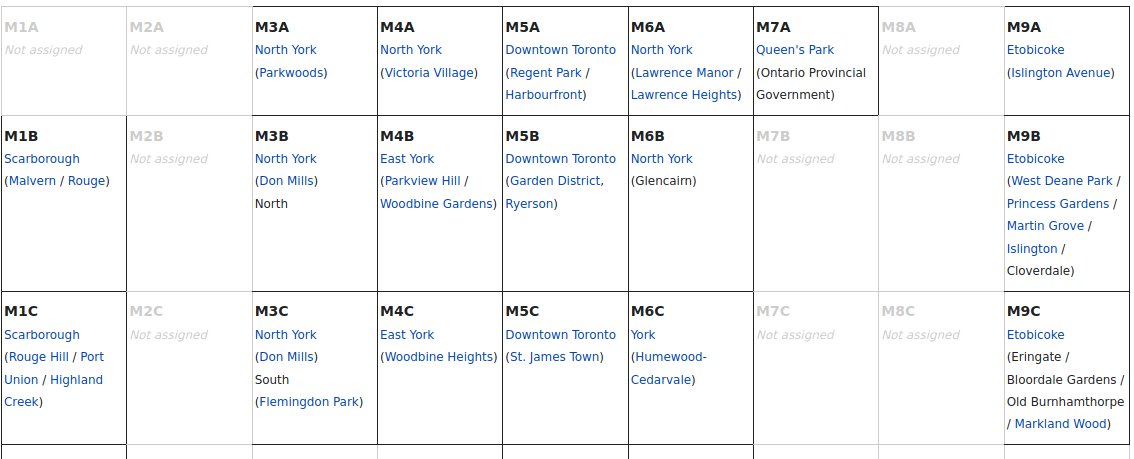 M1A
Not assigned
M2A
Not assigned
M3A
North York
(Parkwoods)
M4A
North York
(Victoria Village)
M5A
Downtown Toronto
(Regent Park /
Harbourfront)
M6A
North York
(Lawrence Manor /
Lawrence Heights)
M7A
Queen's Park
(Ontario Provincial
Government)
M8A
Not assigned
M9A
Etobicoke
(Islington Avenue)
M1B
Scarborough
(Malvern / Rouge)
M2B
Not assigned
M3B
North York
(Don Mills)
North
M4B
East York
(Parkview Hill /
Woodbine Gardens)
M5B
Downtown Toronto
(Garden District,
Ryerson)
M6B
North York
(Glencairn)
M7B
Not assigned
M8B
Not assigned
M9B
Etobicoke
(West Deane Park /
Princess Gardens /
Martin Grove /
Islington /
Cloverdale)
M1C
Scarborough
(Rouge Hill / Port
Union / Highland
Creek)
M2C
Not assigned
M3C
North York
(Don Mills)
South
(Flemingdon Park)
M4C
East York
(Woodbine Heights)
M5C
Downtown Toronto
(St. James Town)
M6C
York
(Humewood-
Cedarvale)
M7C
Not assigned
M8C
Not assigned
M9C
Etobicoke
(Eringate /
Bloordale Gardens /
Old Burnhamthorpe
/ Markland Wood)